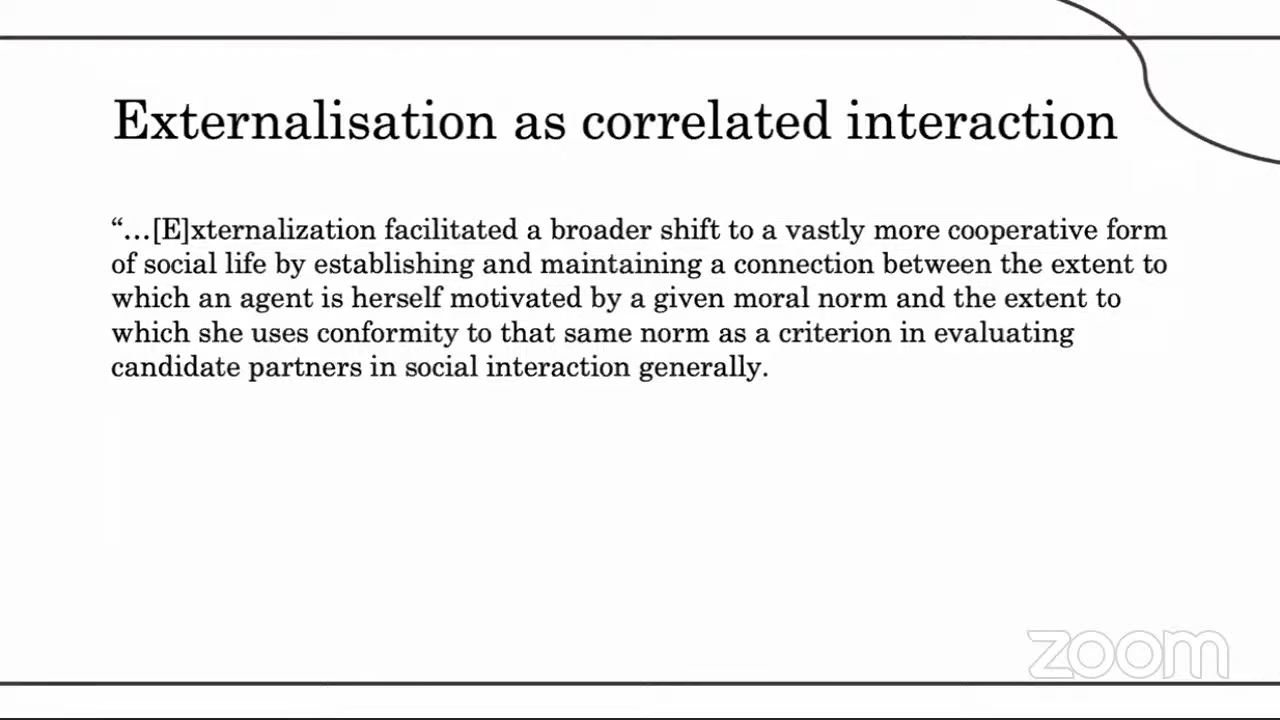 Externalisation as correlated interaction
“…[E]xternalization facilitated a broader shift to a vastly more cooperative form
of social life by establishing and maintaining a connection between the extent to
which an agent is herself motivated by a given moral norm and the extent to
which she uses conformity to that same norm as a criterion in evaluating
candidate partners in social interaction generally.
zoom